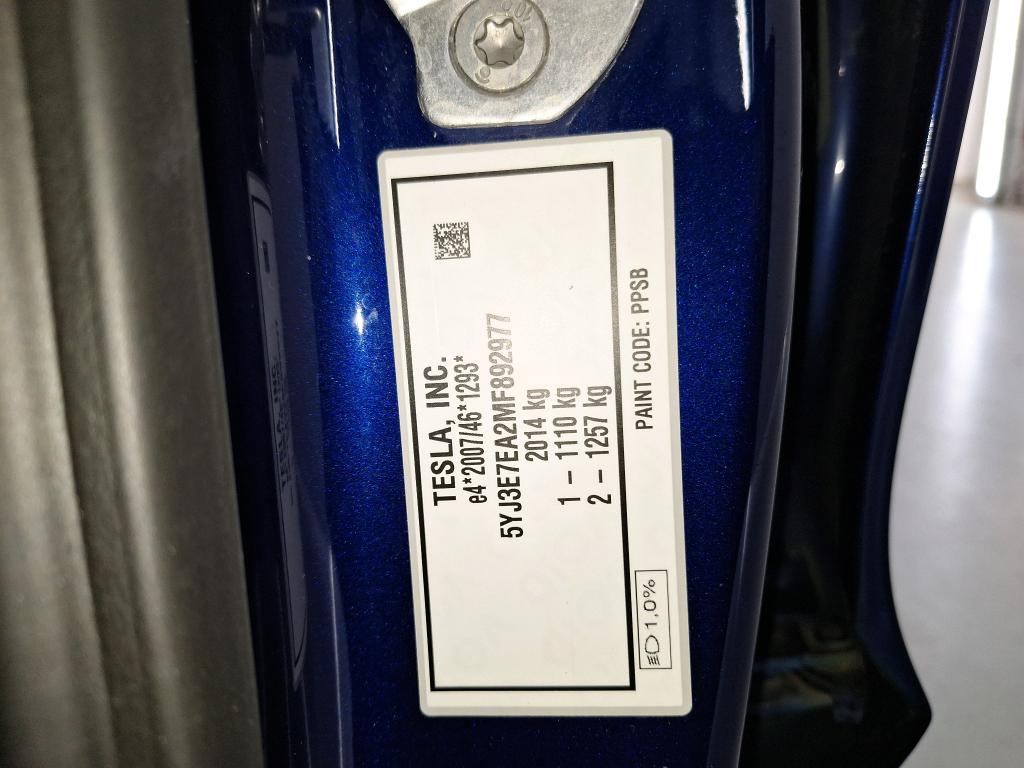 TESLA, INC.
e4*2007/46*1293*
5YJ3E7EA2MF892977
2014 kg
1 - 1110 kg
2 - 1257 kg
PAINT CODE: PPSB
1,0%